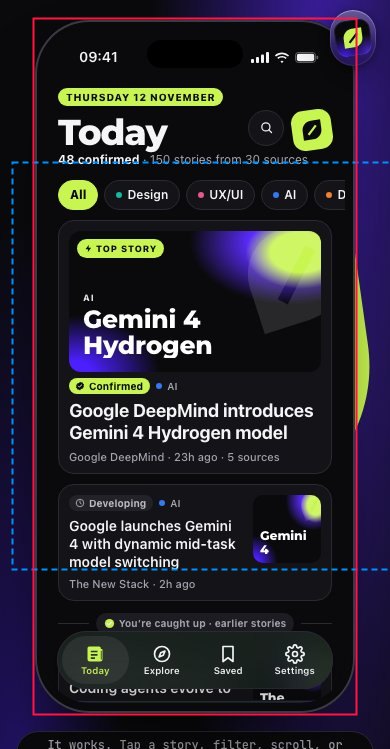 09:41
THURSDAY 12 NOVEMBER
Today
48 confirmed · 150 stories from 30 sources
All
Design
UX/UI
AI
D
TOP STORY
AI
Gemini 4
Hydrogen
Confirmed
AI
Google DeepMind introduces
Gemini 4 Hydrogen model
Google DeepMind · 23h ago · 5 sources
Developing
AI
Google launches Gemini
4 with dynamic mid-task
model switching
Gemini
4
The New Stack · 2h ago
You're caught up · earlier stories
Today
Explore
Saved
Settings
Coding agents evolve to
The
It works. Tap a story, filter, scroll, or